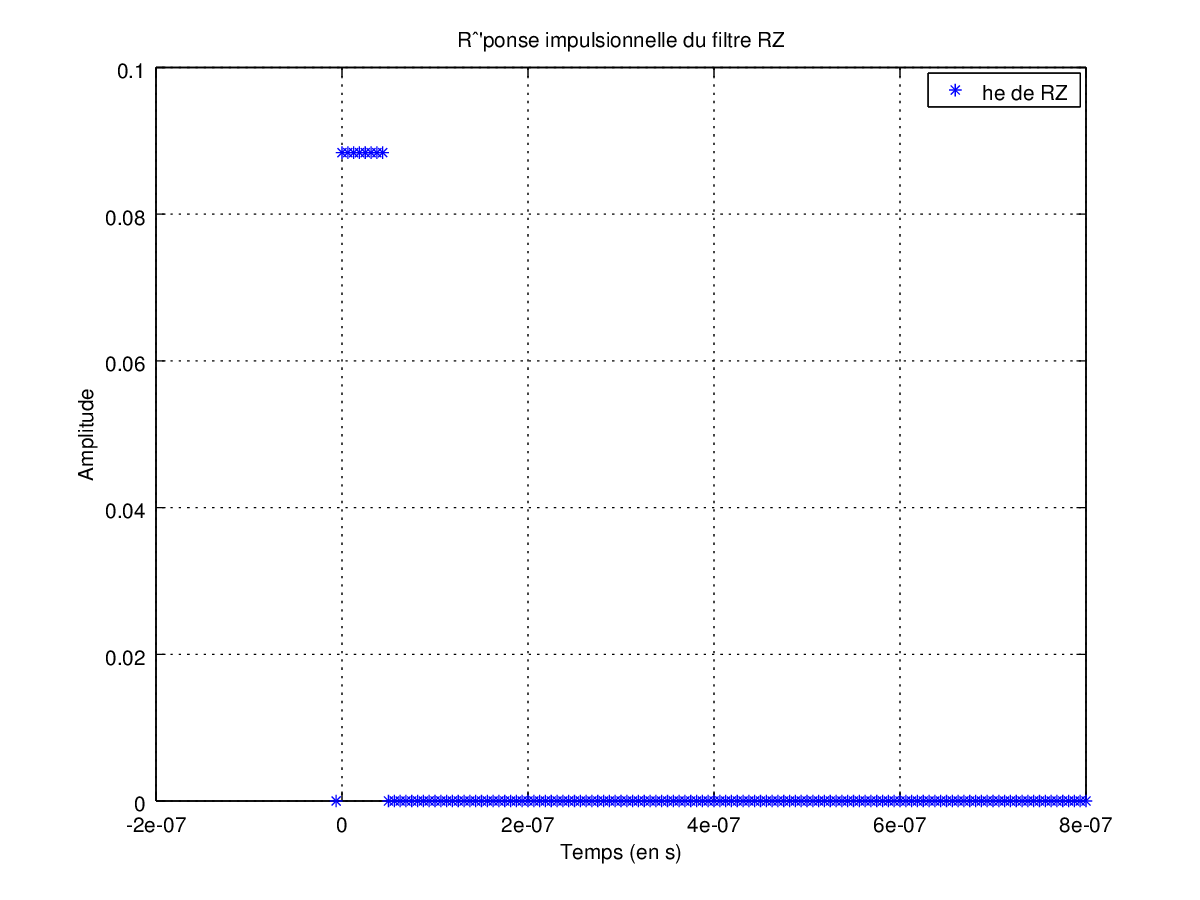 Rˆ'ponse impulsionnelle du filtre RZ
0.1
he de RZ
0.08
0.06
Amplitude
0.04
0.02
0
-2e-07 0 2e-07 4e-07 6e-07 8e-07
Temps (en s)